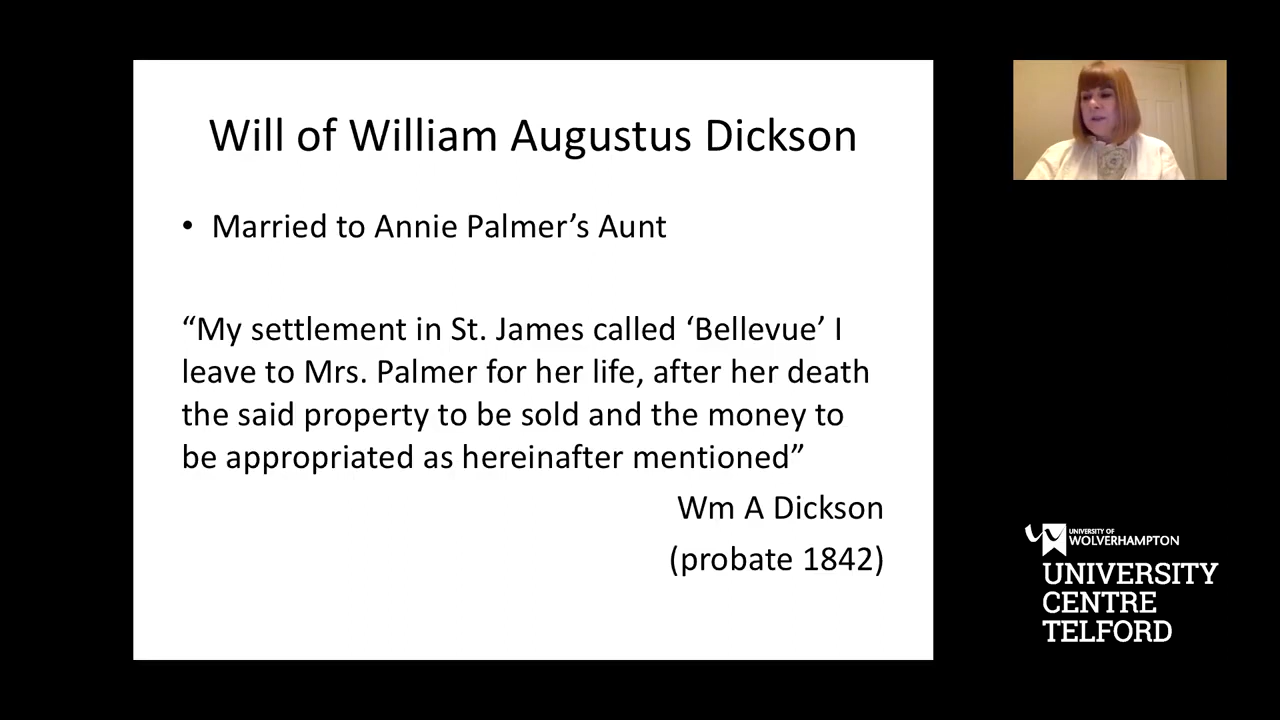 Will of William Augustus Dickson
• Married to Annie Palmer’s Aunt
“My settlement in St. James called ‘Bellevue’ I
leave to Mrs. Palmer for her life, after her death
the said property to be sold and the money to
be appropriated as hereinafter mentioned”
Wm A Dickson
(probate 1842)
UNIVERSITY OF
WOLVERHAMPTON
UNIVERSITY
CENTRE
TELFORD